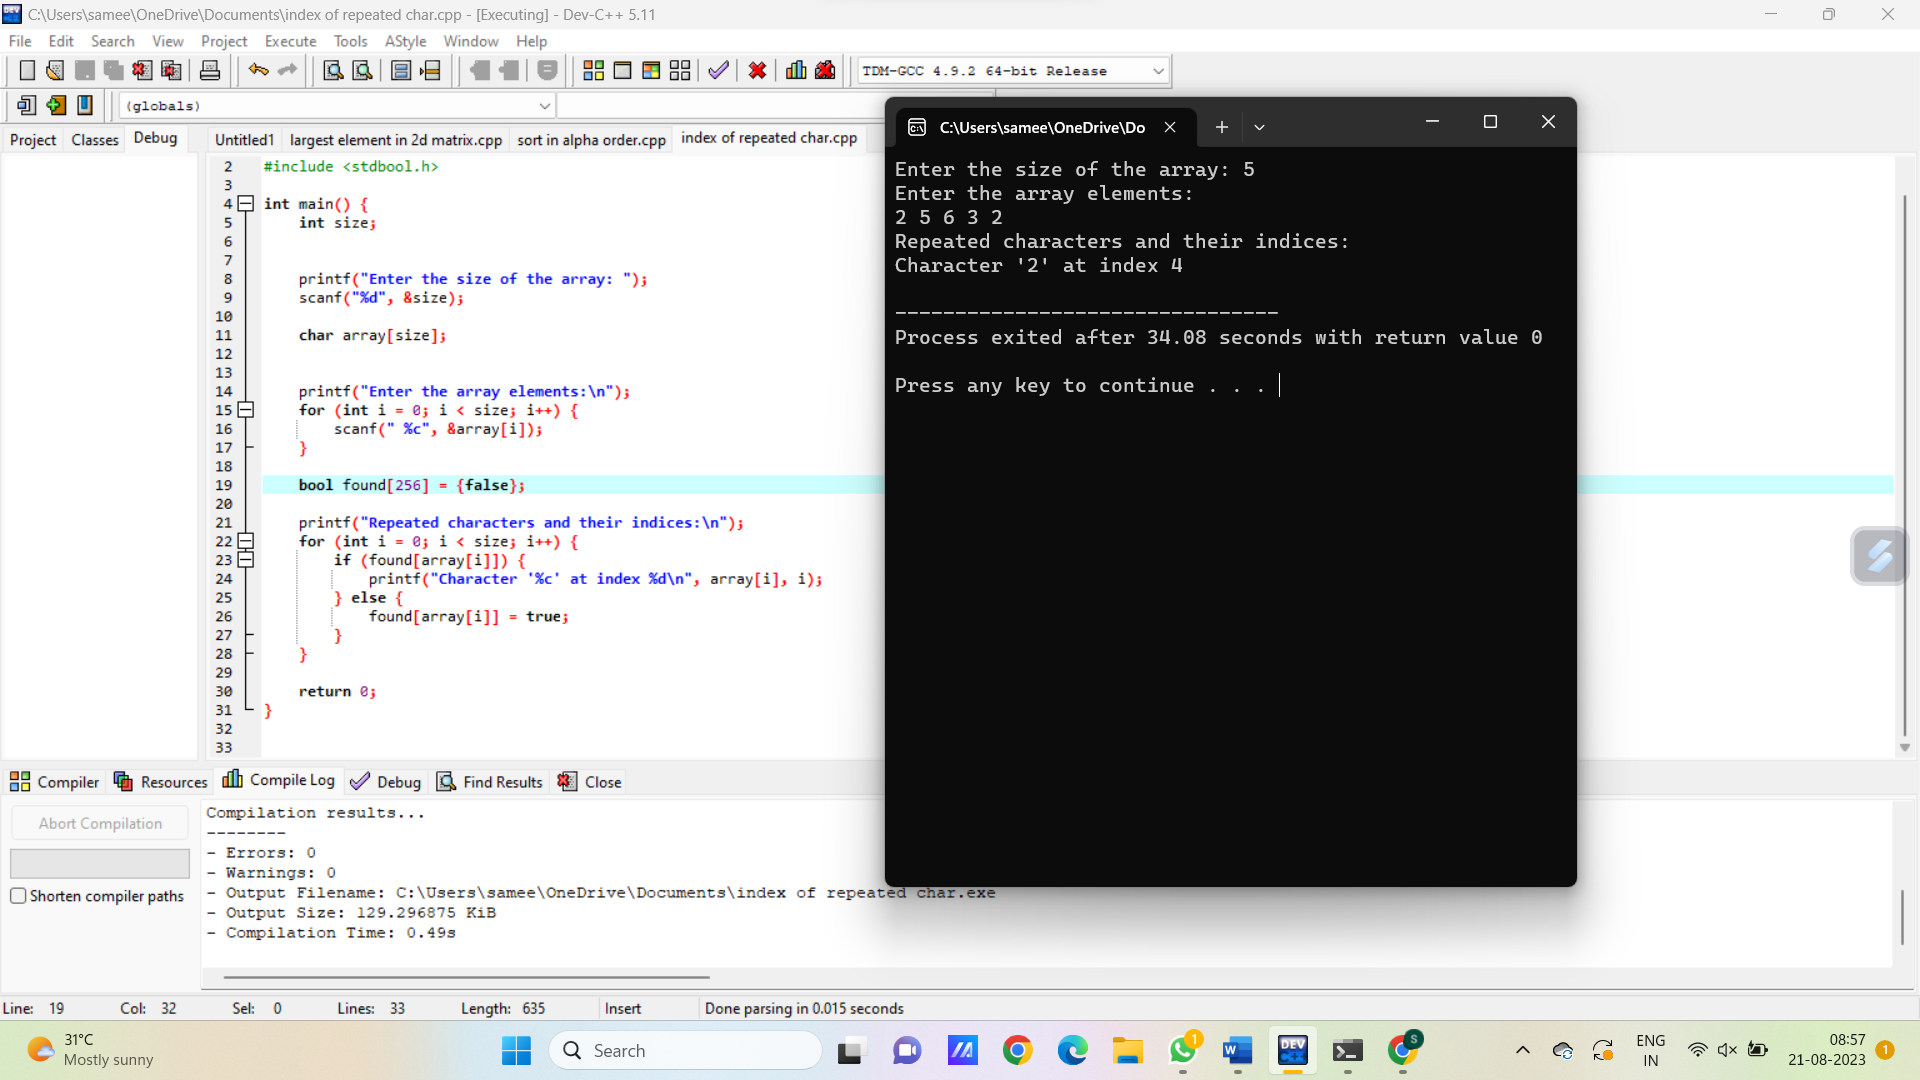 C:\Users\samee\OneDrive\Documents\index of repeated char.cpp - [Executing] - Dev-C++ 5.11
File Edit Search View Project Execute Tools AStyle Window Help
TDM-GCC 4.9.2 64-bit Release
(globals)
Project Classes Debug
Untitled1 largest element in 2d matrix.cpp sort in alpha order.cpp index of repeated char.cpp
2 #include <stdbool.h>
3
4 int main() {
5 int size;
6
7
8 printf("Enter the size of the array: ");
9 scanf("%d", &size);
10
11 char array[size];
12
13
14 printf("Enter the array elements:\n");
15 for (int i = 0; i < size; i++) {
16 scanf(" %c", &array[i]);
17 }
18
19 bool found[256] = {false};
20
21 printf("Repeated characters and their indices:\n");
22 for (int i = 0; i < size; i++) {
23 if (found[array[i]]) {
24 printf("Character '%c' at index %d\n", array[i], i);
25 } else {
26 found[array[i]] = true;
27 }
28 }
29
30 return 0;
31 }
32
33
C:\Users\samee\OneDrive\Do
Enter the size of the array: 5
Enter the array elements:
2 5 6 3 2
Repeated characters and their indices:
Character '2' at index 4
--------------------------------
Process exited after 34.08 seconds with return value 0
Press any key to continue . . .
Compiler Resources Compile Log Debug Find Results Close
Abort Compilation
Shorten compiler paths
Compilation results...
--------
- Errors: 0
- Warnings: 0
- Output Filename: C:\Users\samee\OneDrive\Documents\index of repeated char.exe
- Output Size: 129.296875 KiB
- Compilation Time: 0.49s
Line: 19 Col: 32 Sel: 0 Lines: 33 Length: 635 Insert Done parsing in 0.015 seconds
31°C
Mostly sunny
Search
1
W
DEV
C++
S
ENG
IN
08:57
21-08-2023
1